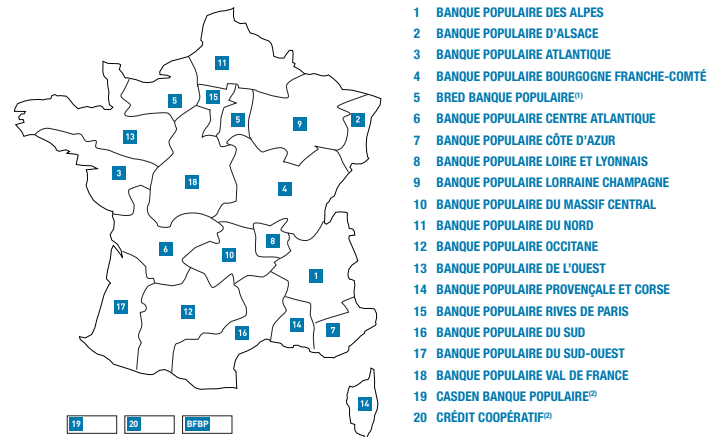 1 BANQUE POPULAIRE DES ALPES
2 BANQUE POPULAIRE D'ALSACE
3 BANQUE POPULAIRE ATLANTIQUE
4 BANQUE POPULAIRE BOURGOGNE FRANCHE-COMTÉ
5 BRED BANQUE POPULAIRE(1)
6 BANQUE POPULAIRE CENTRE ATLANTIQUE
7 BANQUE POPULAIRE CÔTE D'AZUR
8 BANQUE POPULAIRE LOIRE ET LYONNAIS
9 BANQUE POPULAIRE LORRAINE CHAMPAGNE
10 BANQUE POPULAIRE DU MASSIF CENTRAL
11 BANQUE POPULAIRE DU NORD
12 BANQUE POPULAIRE OCCITANE
13 BANQUE POPULAIRE DE L'OUEST
14 BANQUE POPULAIRE PROVENÇALE ET CORSE
15 BANQUE POPULAIRE RIVES DE PARIS
16 BANQUE POPULAIRE DU SUD
17 BANQUE POPULAIRE DU SUD-OUEST
18 BANQUE POPULAIRE VAL DE FRANCE
19 CASDEN BANQUE POPULAIRE(2)
20 CRÉDIT COOPÉRATIF(2)
11
15
5
5
9
2
13
3
18
4
6
10
8
1
17
12
16
14
7
14
19
20
BFBP